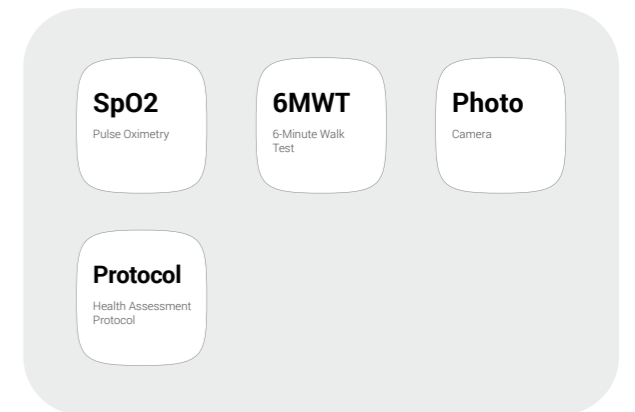 SpO2
Pulse Oximetry
6MWT
6-Minute Walk
Test
Photo
Camera
Protocol
Health Assessment
Protocol